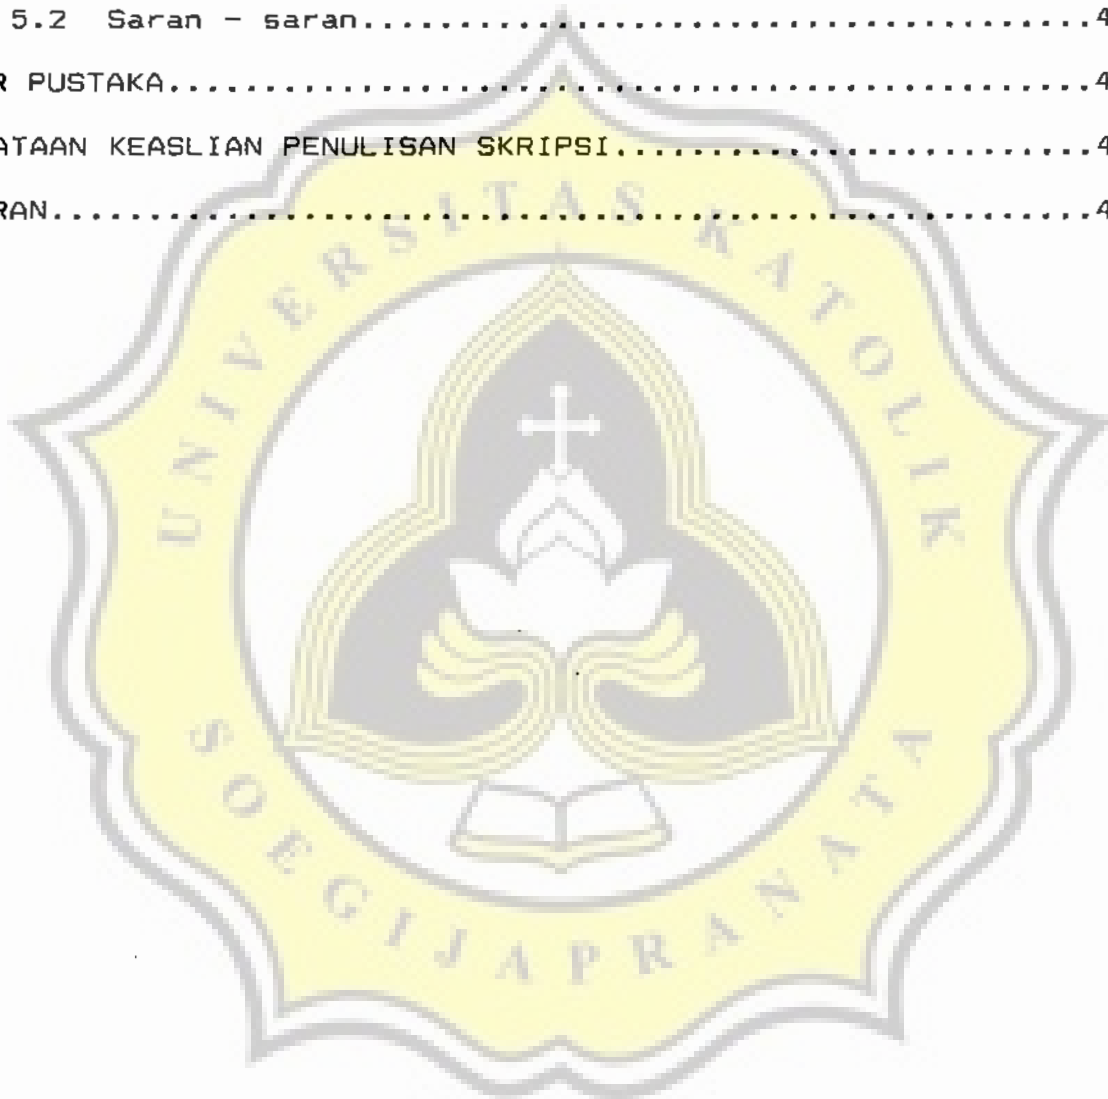 5.2 Saran - saran..............................................4
R PUSTAKA..........................................................4
ATAAN KEASLIAN PENULISAN SKRIPSI..............................4
RAN.................................................................4
UNIVERSITAS KATOLIK
SOEGIJAPRANATA